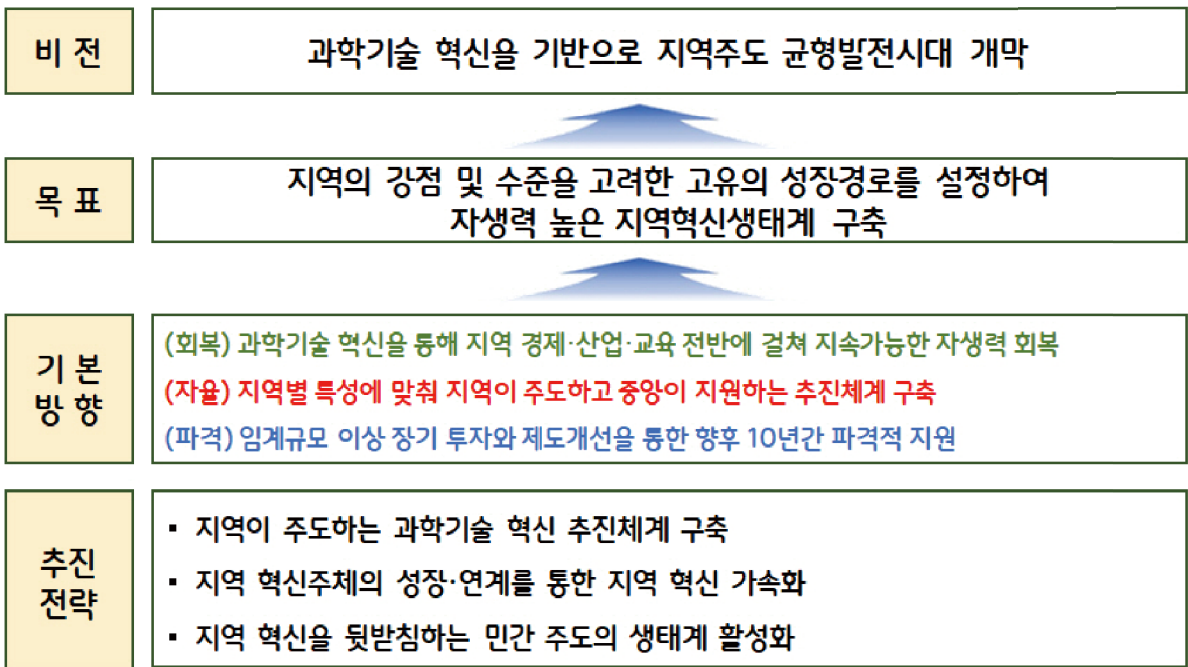 비 전
과학기술 혁신을 기반으로 지역주도 균형발전시대 개막
목 표
지역의 강점 및 수준을 고려한 고유의 성장경로를 설정하여
자생력 높은 지역혁신생태계 구축
기 본
방 향
(회복) 과학기술 혁신을 통해 지역 경제·산업·교육 전반에 걸쳐 지속가능한 자생력 회복
(자율) 지역별 특성에 맞춰 지역이 주도하고 중앙이 지원하는 추진체계 구축
(파격) 임계규모 이상 장기 투자와 제도개선을 통한 향후 10년간 파격적 지원
추진
전략
▪ 지역이 주도하는 과학기술 혁신 추진체계 구축
▪ 지역 혁신주체의 성장·연계를 통한 지역 혁신 가속화
▪ 지역 혁신을 뒷받침하는 민간 주도의 생태계 활성화